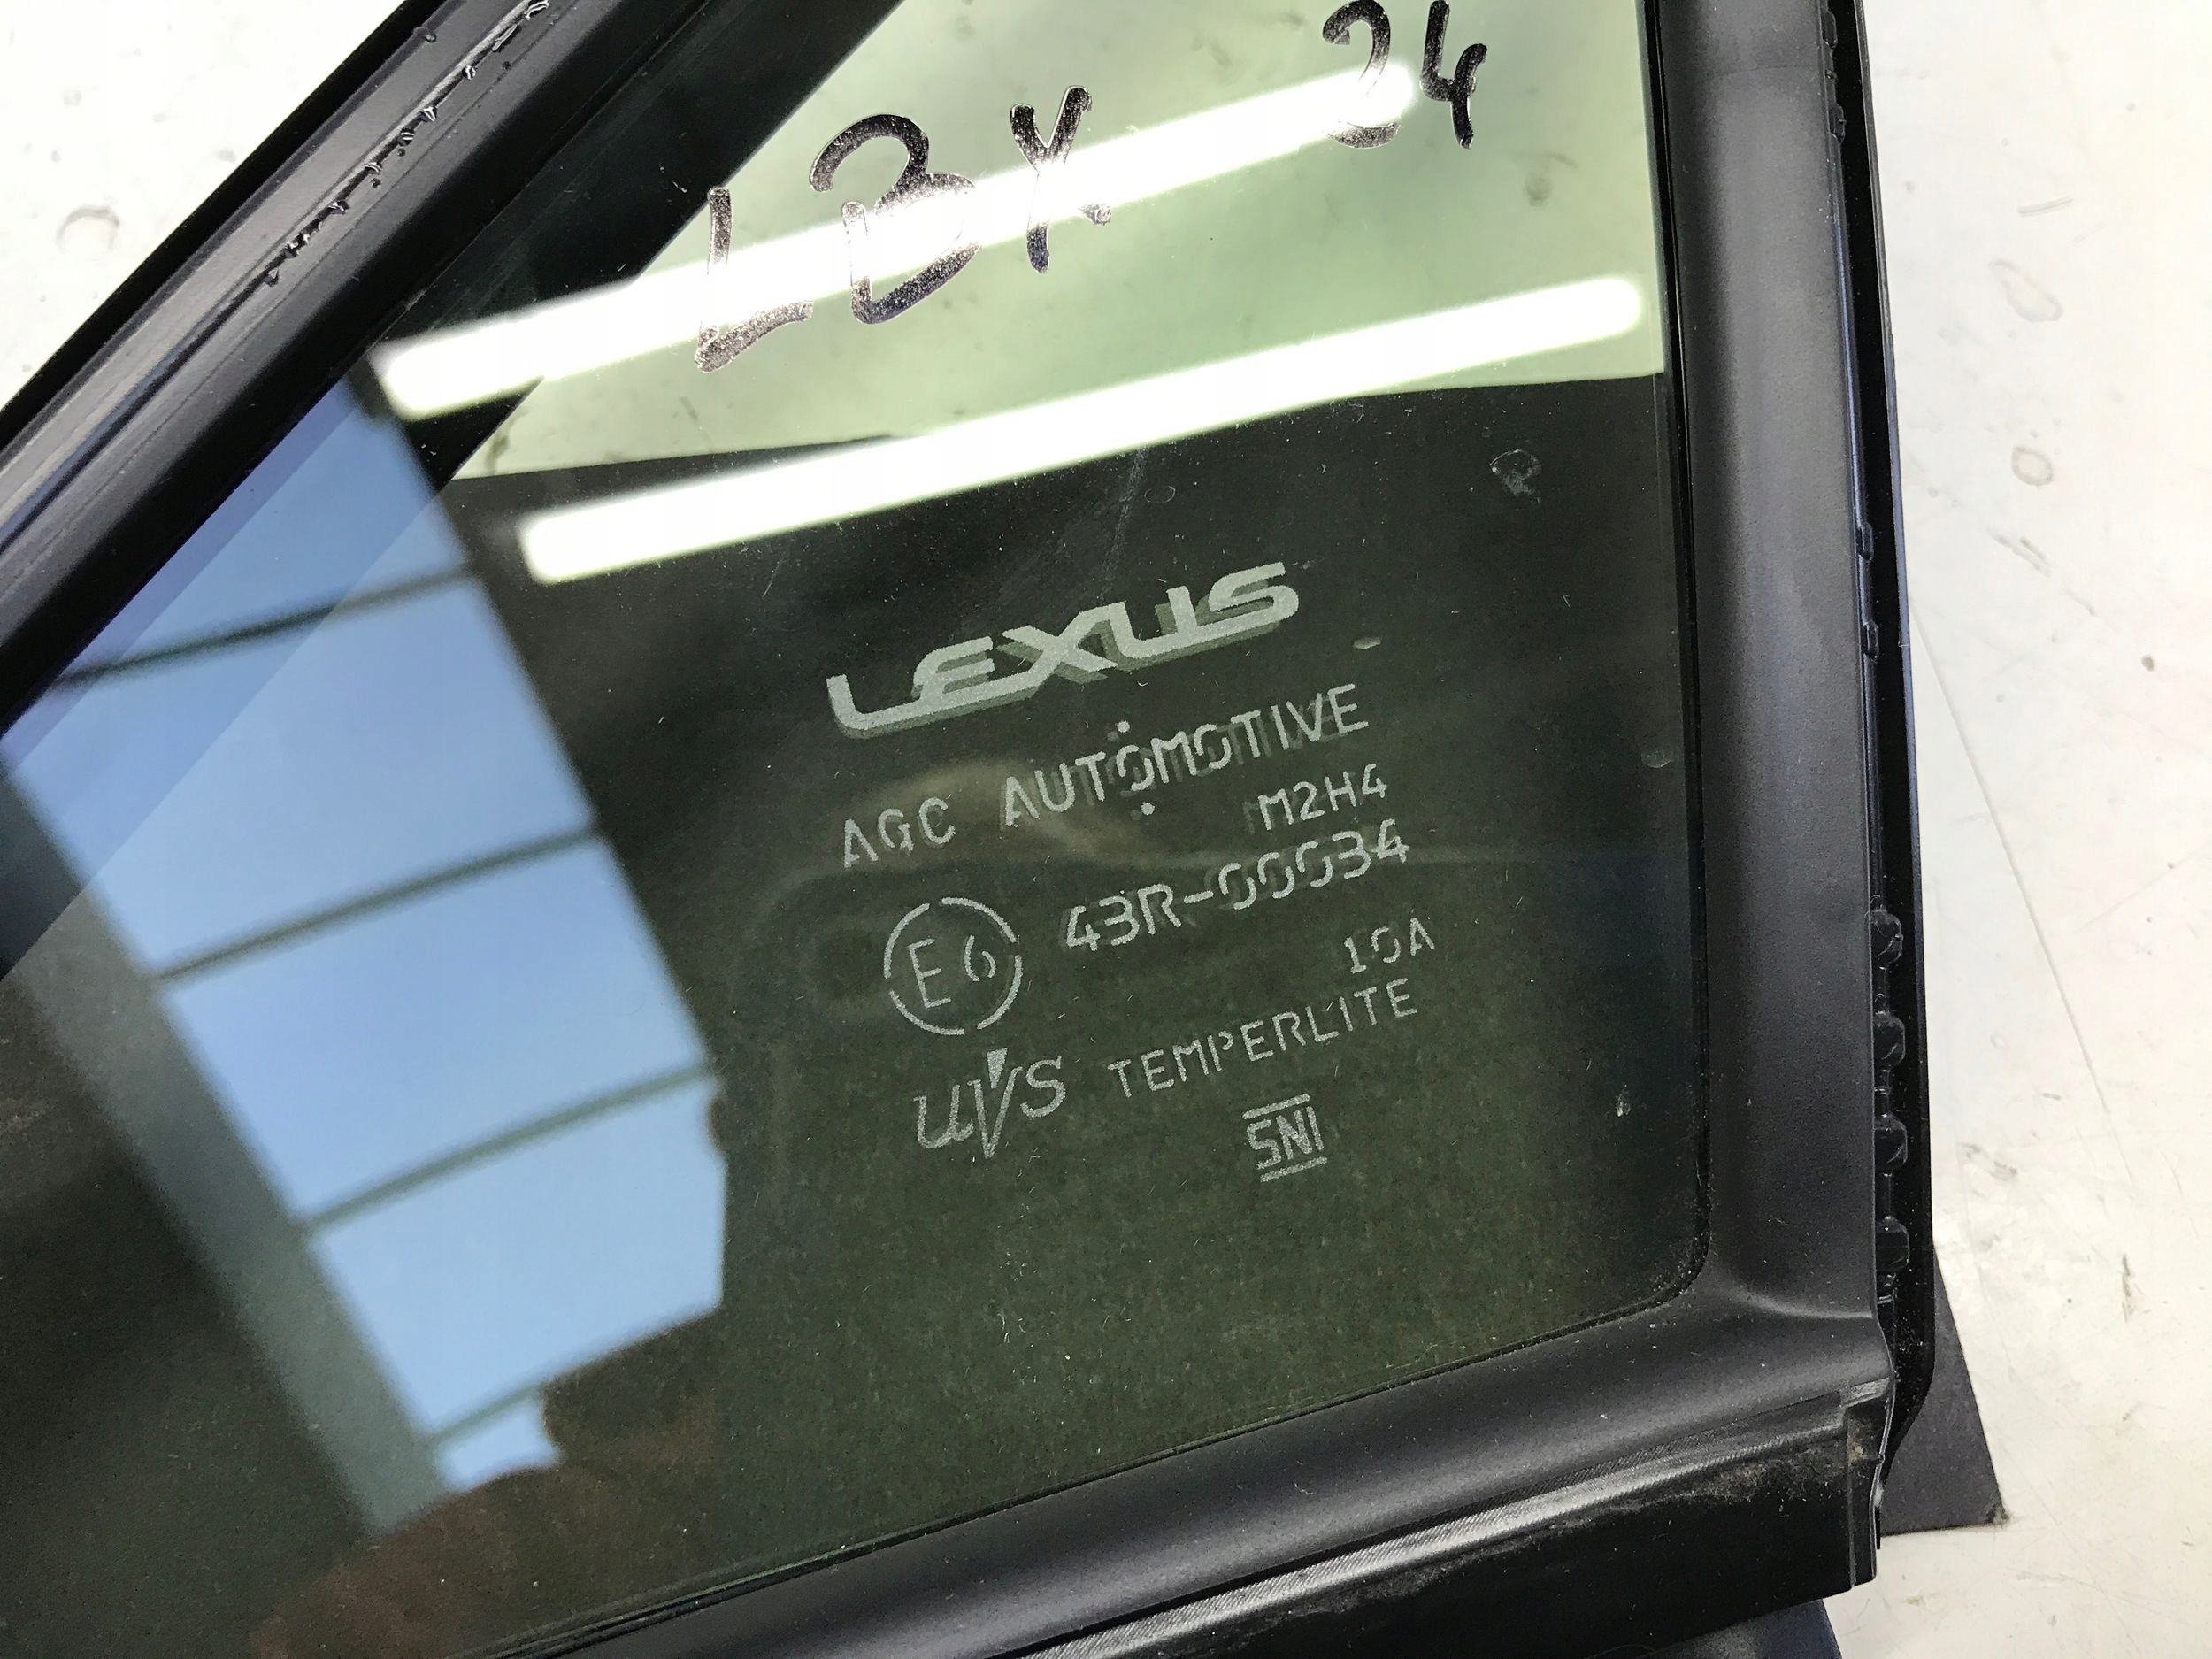 LBX 24
LEXUS
AGC AUTOMOTIVE
M2H4
E6 43R-00034
10A
UVS TEMPERLITE
SNI